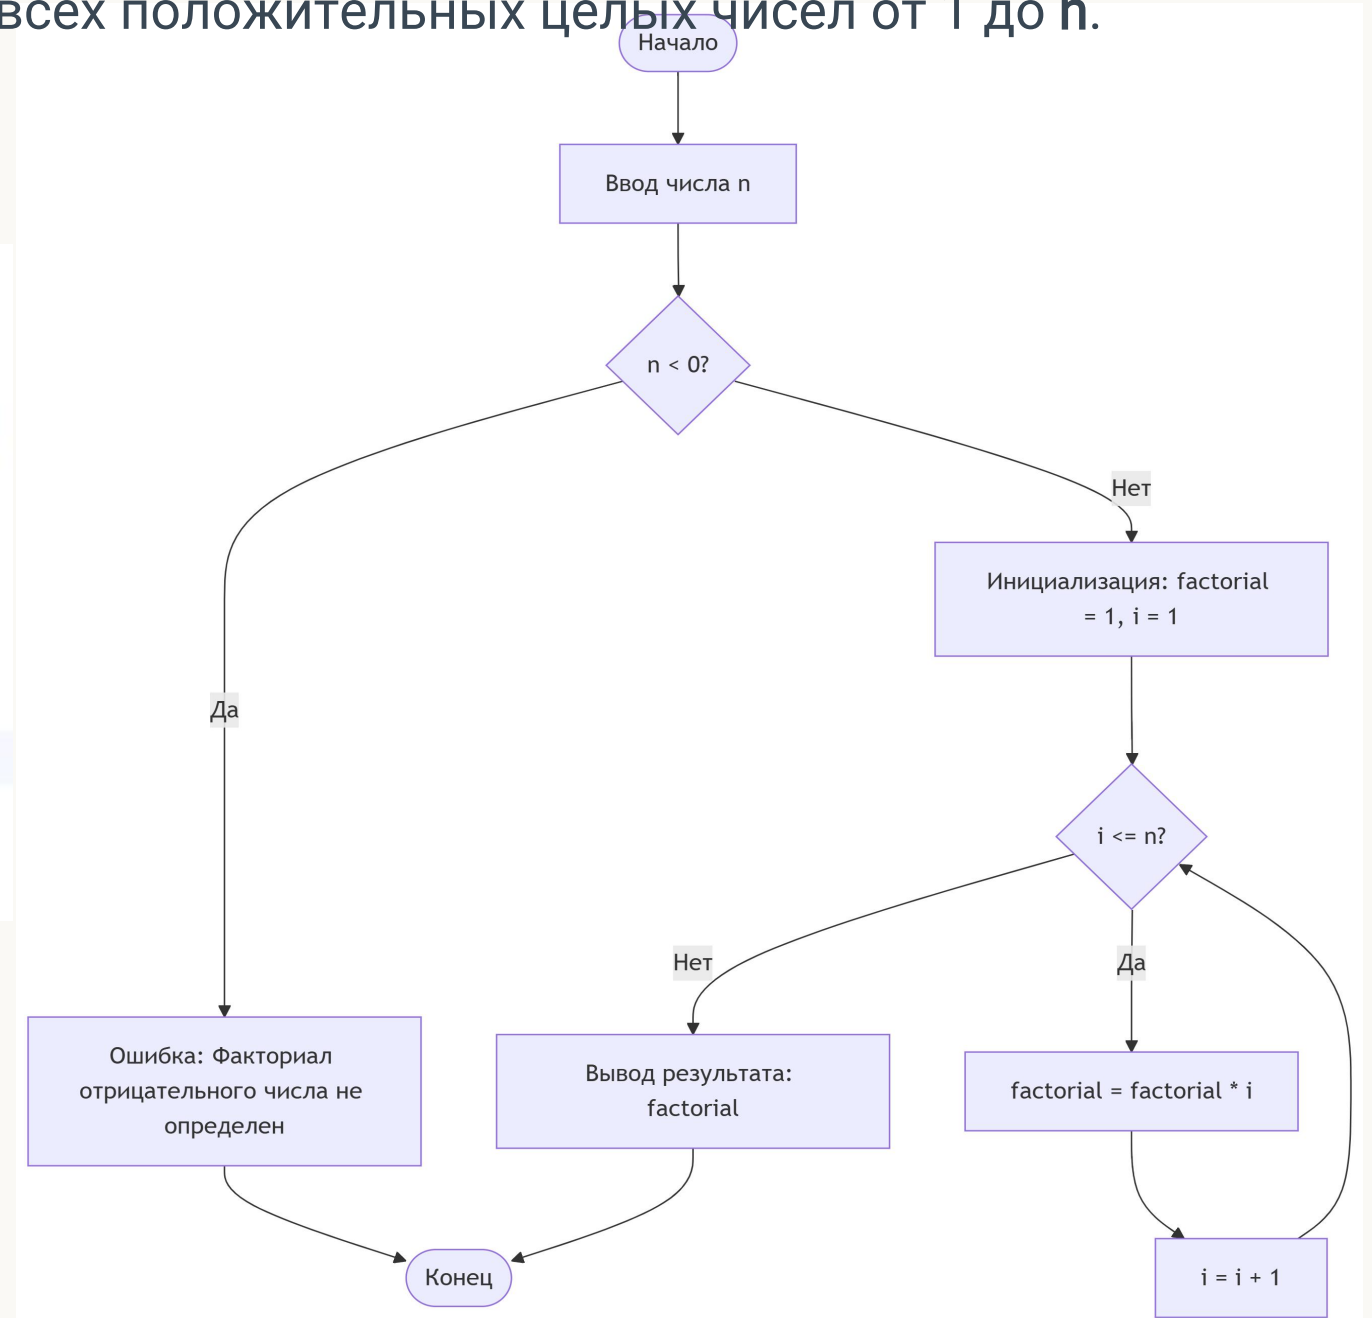 всех положительных целых чисел от 1 до n.
Начало
Ввод числа n
n < 0?
Нет
Инициализация: factorial
= 1, i = 1
Да
i <= n?
Нет
Да
Ошибка: Факториал
отрицательного числа не
определен
Вывод результата:
factorial
factorial = factorial * i
Конец
i = i + 1